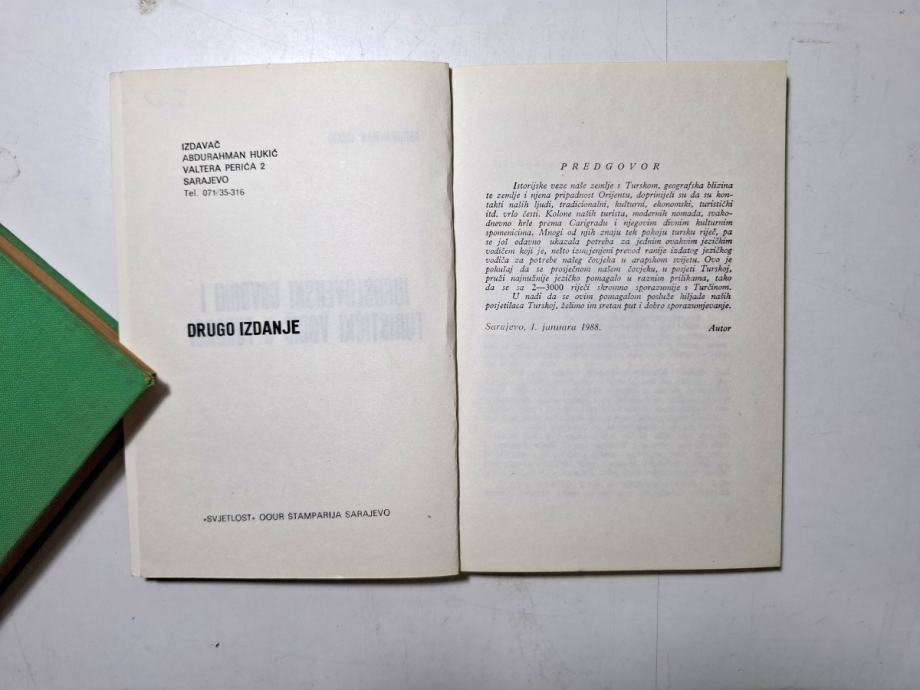 IZDAVAČ
ABDURAHMAN HUKIĆ
VALTERA PERIĆA 2
SARAJEVO
Tel. 071/35-316
DRUGO IZDANJE
»SVJETLOST« OOUR ŠTAMPARIJA SARAJEVO
PREDGOVOR
Istorijske veze naše zemlje s Turskom, geografska blizina
te zemlje i njena pripadnost Orijentu, doprinijeli su da su kon-
takti naših ljudi, tradicionalni, kulturni, ekonomski, turistički
itd. vrlo česti. Kolone naših turista, modernih nomada, svako-
dnevno hrle prema Carigradu i njegovim divnim kulturnim
spomenicima. Mnogi od njih znaju tek pokoju tursku riječ, pa
se još odavno ukazala potreba za jednim ovakvim jezičkim
vodičem koji je, nešto izmjenjeni prevod ranije izdatog jezičkog
vodiča za potrebe našeg čovjeka u arapskom svijetu. Ovo je
pokušaj da se prosječnom našem čovjeku, u posjeti Turskoj,
pruži najnužnije jezičko pomagalo u raznim prilikama, tako
da se sa 2—3000 riječi skromno sporazumije s Turčinom.
U nadi da se ovim pomagalom posluže hiljade naših
posjetilaca Turskoj, želimo im sretan put i dobro sporazumjevanje.
Sarajevo, 1. januara 1988. Autor